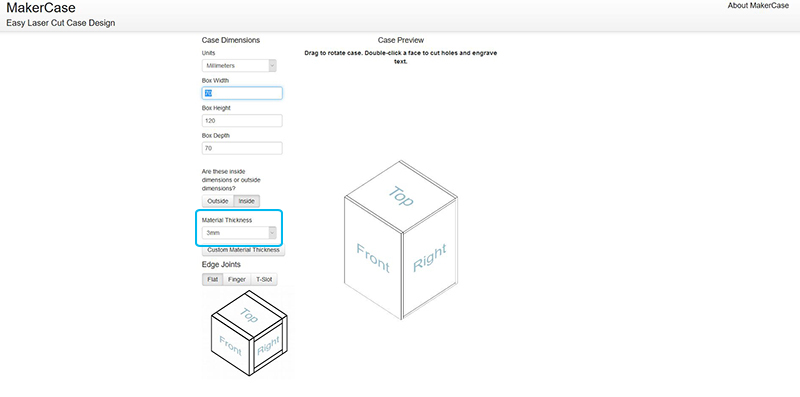 MakerCase
About MakerCase
Easy Laser Cut Case Design
Case Dimensions
Case Preview
Units
Drag to rotate case. Double-click a face to cut holes and engrave
text.
Millimeters
Box Width
70
Box Height
120
Box Depth
70
Are these inside
dimensions or outside
dimensions?
Outside Inside
Material Thickness
3mm
Custom Material Thickness
Edge Joints
Flat Finger T-Slot
Top
Front Right
Top
Front Right